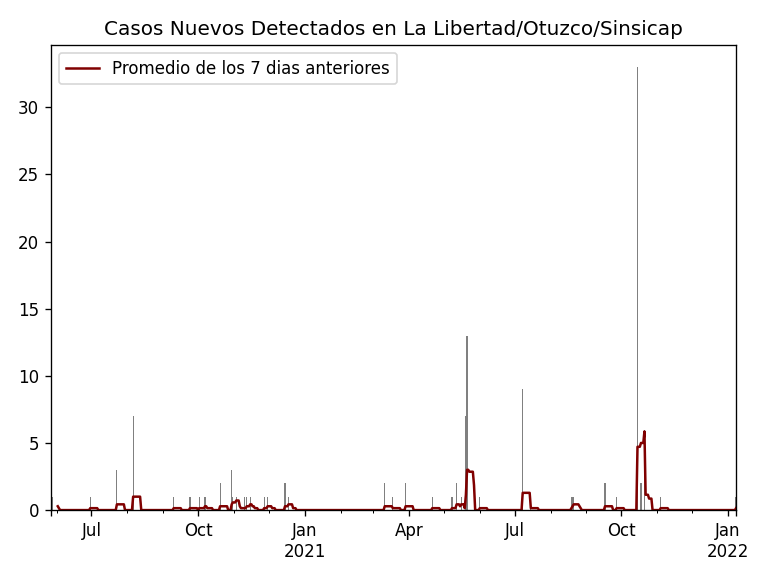 Casos Nuevos Detectados en La Libertad/Otuzco/Sinsicap
Promedio de los 7 dias anteriores
30
25
20
15
10
5
0
Jul Oct Jan Apr Jul Oct Jan
2021 2022